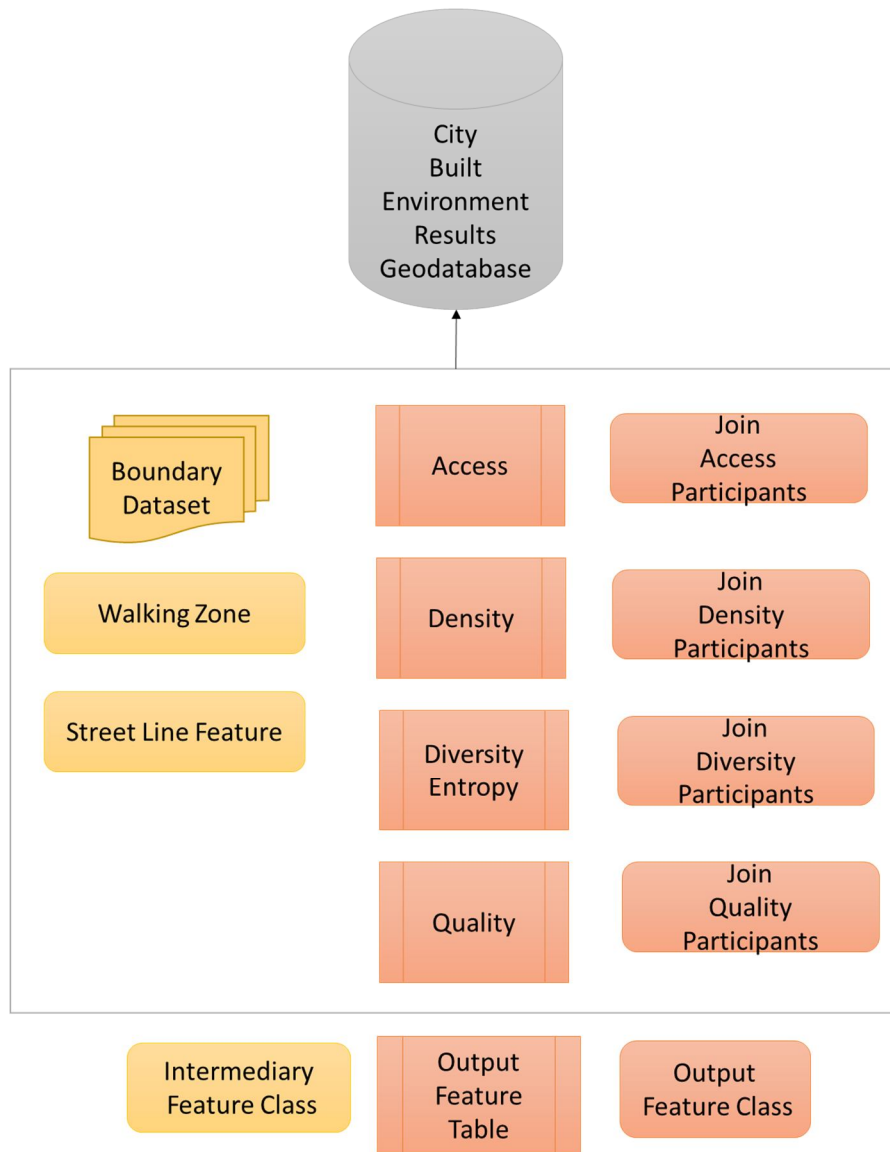 City
Built
Environment
Results
Geodatabase
Boundary
Dataset
Walking Zone
Street Line Feature
Access
Density
Diversity
Entropy
Quality
Join
Access
Participants
Join
Density
Participants
Join
Diversity
Participants
Join
Quality
Participants
Intermediary
Feature Class
Output
Feature
Table
Output
Feature Class